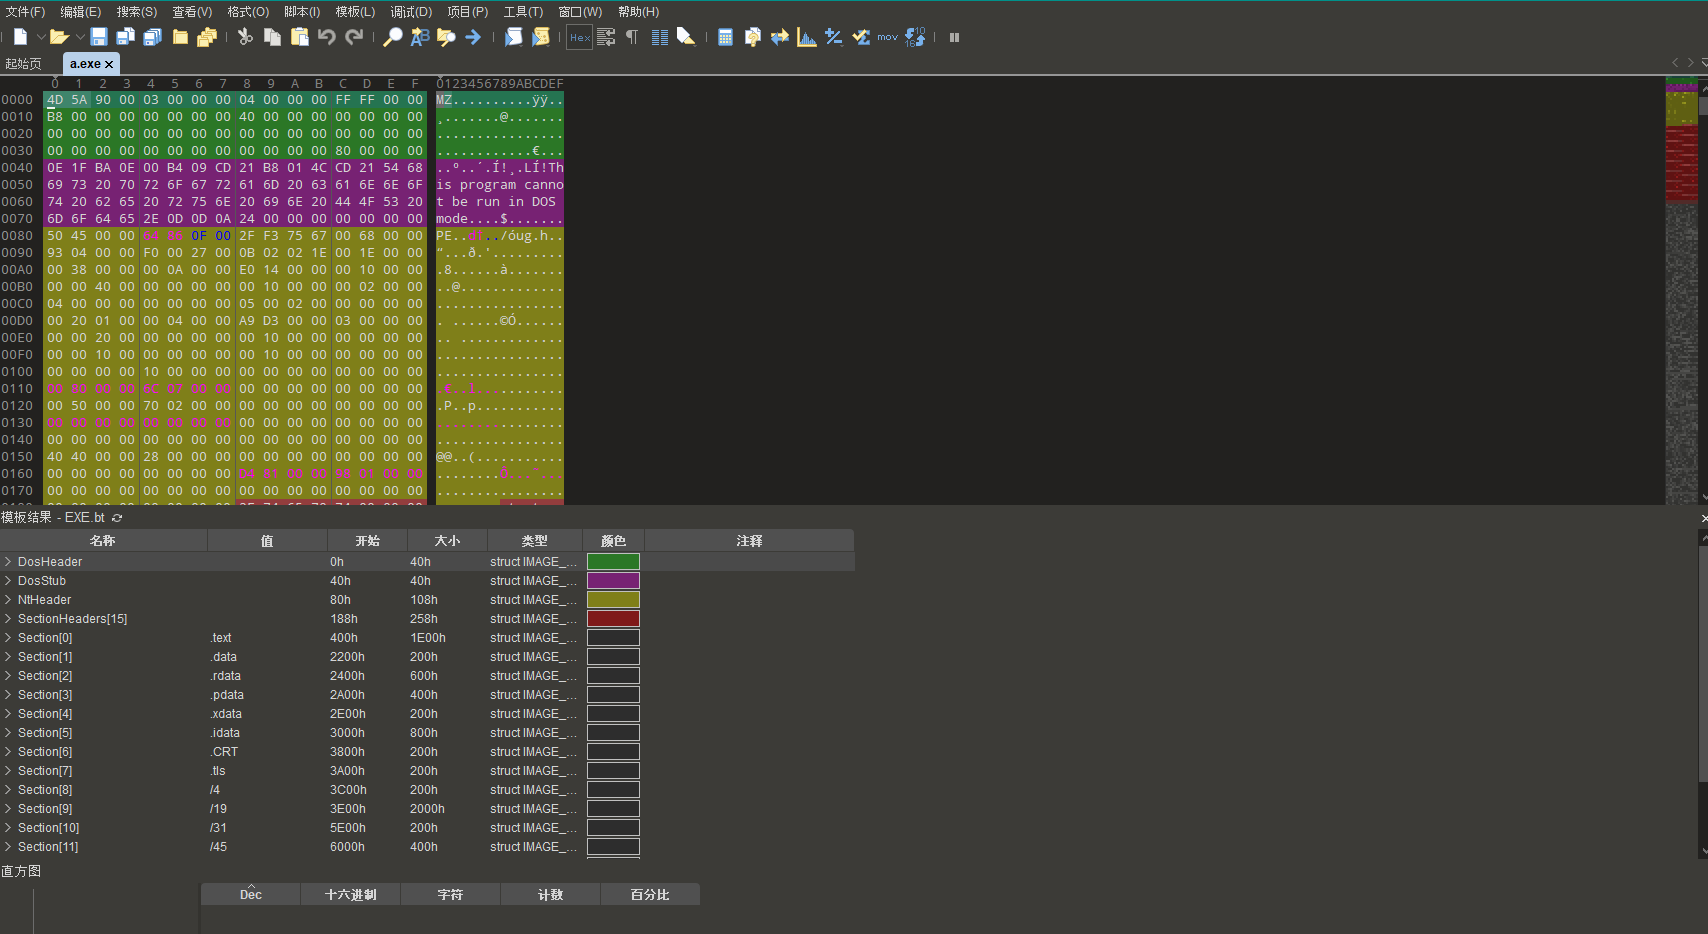 文件(F) 编辑(E) 搜索(S) 查看(V) 格式(O) 脚本(I) 模板(L) 调试(D) 项目(P) 工具(T) 窗口(W) 帮助(H)
Hex mov
起始页 a.exe
0 1 2 3 4 5 6 7 8 9 A B C D E F 0123456789ABCDEF
0000 4D 5A 90 00 03 00 00 00 04 00 00 00 FF FF 00 00 MZ..........ÿÿ..
0010 B8 00 00 00 00 00 00 00 40 00 00 00 00 00 00 00 ¸.......@.......
0020 00 00 00 00 00 00 00 00 00 00 00 00 00 00 00 00 ................
0030 00 00 00 00 00 00 00 00 00 00 00 00 80 00 00 00 ............€...
0040 0E 1F BA 0E 00 B4 09 CD 21 B8 01 4C CD 21 54 68 ..º..´.Í!¸.LÍ!Th
0050 69 73 20 70 72 6F 67 72 61 6D 20 63 61 6E 6E 6F is program canno
0060 74 20 62 65 20 72 75 6E 20 69 6E 20 44 4F 53 20 t be run in DOS
0070 6D 6F 64 65 2E 0D 0D 0A 24 00 00 00 00 00 00 00 mode....$.......
0080 50 45 00 00 64 86 0F 00 2F F3 75 67 00 68 00 00 PE..d†../óug.h..
0090 93 04 00 00 F0 00 27 00 0B 02 02 1E 00 1E 00 00 “...ð.'.........
00A0 00 38 00 00 00 0A 00 00 E0 14 00 00 00 10 00 00 .8......à.......
00B0 00 00 40 00 00 00 00 00 00 10 00 00 00 02 00 00 ..@.............
00C0 04 00 00 00 00 00 00 00 05 00 02 00 00 00 00 00 ................
00D0 00 20 01 00 00 04 00 00 A9 D3 00 00 03 00 00 00 . ......©Ó......
00E0 00 00 20 00 00 00 00 00 00 10 00 00 00 00 00 00 .. .............
00F0 00 00 10 00 00 00 00 00 00 10 00 00 00 00 00 00 ................
0100 00 00 00 00 10 00 00 00 00 00 00 00 00 00 00 00 ................
0110 00 80 00 00 0C 07 00 00 00 00 00 00 00 00 00 00 .€..............
0120 00 50 00 00 70 02 00 00 00 00 00 00 00 00 00 00 .P..p...........
0130 00 00 00 00 00 00 00 00 00 00 00 00 00 00 00 00 ................
0140 00 00 00 00 00 00 00 00 00 00 00 00 00 00 00 00 ................
0150 40 40 00 00 28 00 00 00 00 00 00 00 00 00 00 00 @@..(...........
0160 00 00 00 00 00 00 00 00 00 00 00 00
0170 00 00 00 00 00 00 00 00 00 00 00 00 00 00 00 00 ................
模板结果 - EXE.bt
名称 值 开始 大小 类型 颜色 注释
DosHeader 0h 40h struct IMAGE_...
DosStub 40h 40h struct IMAGE_...
NtHeader 80h 108h struct IMAGE_...
SectionHeaders[15] 188h 258h struct IMAGE_...
Section[0] .text 400h 1E00h struct IMAGE_...
Section[1] .data 2200h 200h struct IMAGE_...
Section[2] .rdata 2400h 600h struct IMAGE_...
Section[3] .pdata 2A00h 400h struct IMAGE_...
Section[4] .xdata 2E00h 200h struct IMAGE_...
Section[5] .idata 3000h 800h struct IMAGE_...
Section[6] .CRT 3800h 200h struct IMAGE_...
Section[7] .tls 3A00h 200h struct IMAGE_...
Section[8] /4 3C00h 200h struct IMAGE_...
Section[9] /19 3E00h 2000h struct IMAGE_...
Section[10] /31 5E00h 200h struct IMAGE_...
Section[11] /45 6000h 400h struct IMAGE_...
直方图
Dec 十六进制 字符 计数 百分比